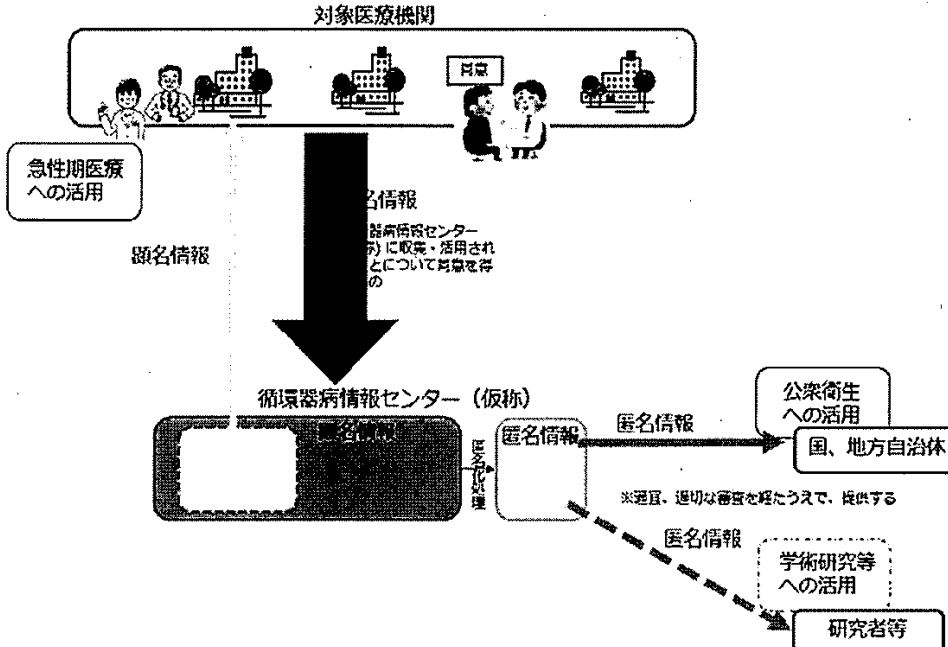 対象医療機関
同意
急性期医療
への活用
名情報
器病情報センター
称) に収集・活用され
とについて同意を得
の
顕名情報
循環器病情報センター（仮称）
名情報
匿名化処理
匿名情報
匿名情報
公衆衛生
への活用
国、地方自治体
※適宜、適切な審査を経たうえで、提供する
匿名情報
学術研究等
への活用
研究者等